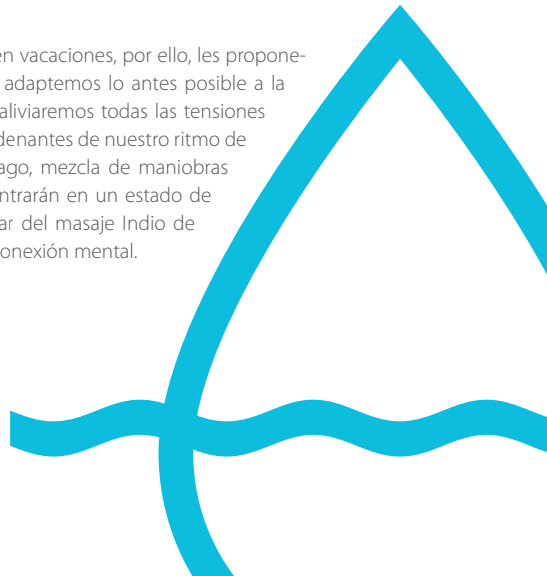 en vacaciones, por ello, les propone-
adaptemos lo antes posible a la
aliviaremos todas las tensiones
denantes de nuestro ritmo de
ago, mezcla de maniobras
ntrarán en un estado de
ar del masaje Indio de
onexión mental.